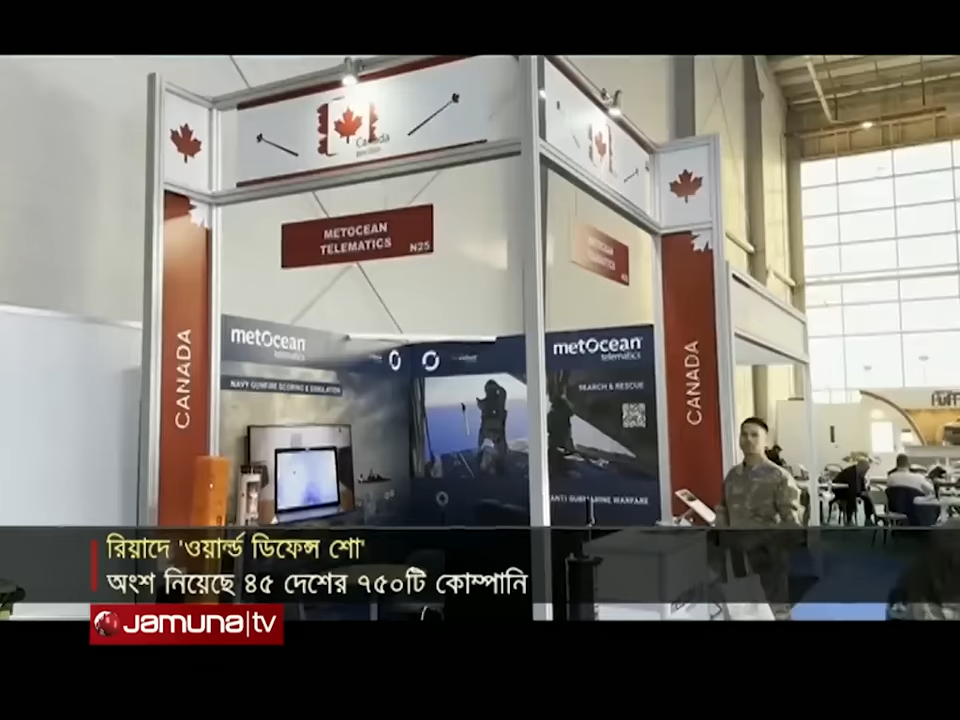 Canada
METOCEAN
TELEMATICS
N25
METOCEAN
TELEMATICS
CANADA
CANADA
metOcean
telematics
NAVY GUNFIRE SCORING & SIMULATION
metOcean
telematics
SEARCH & RESCUE
ANTI SUBMARINE WARFARE
রিয়াদে 'ওয়ার্ল্ড ডিফেন্স শো'
অংশ নিয়েছে ৪৫ দেশের ৭৫০টি কোম্পানি
Jamuna|tv